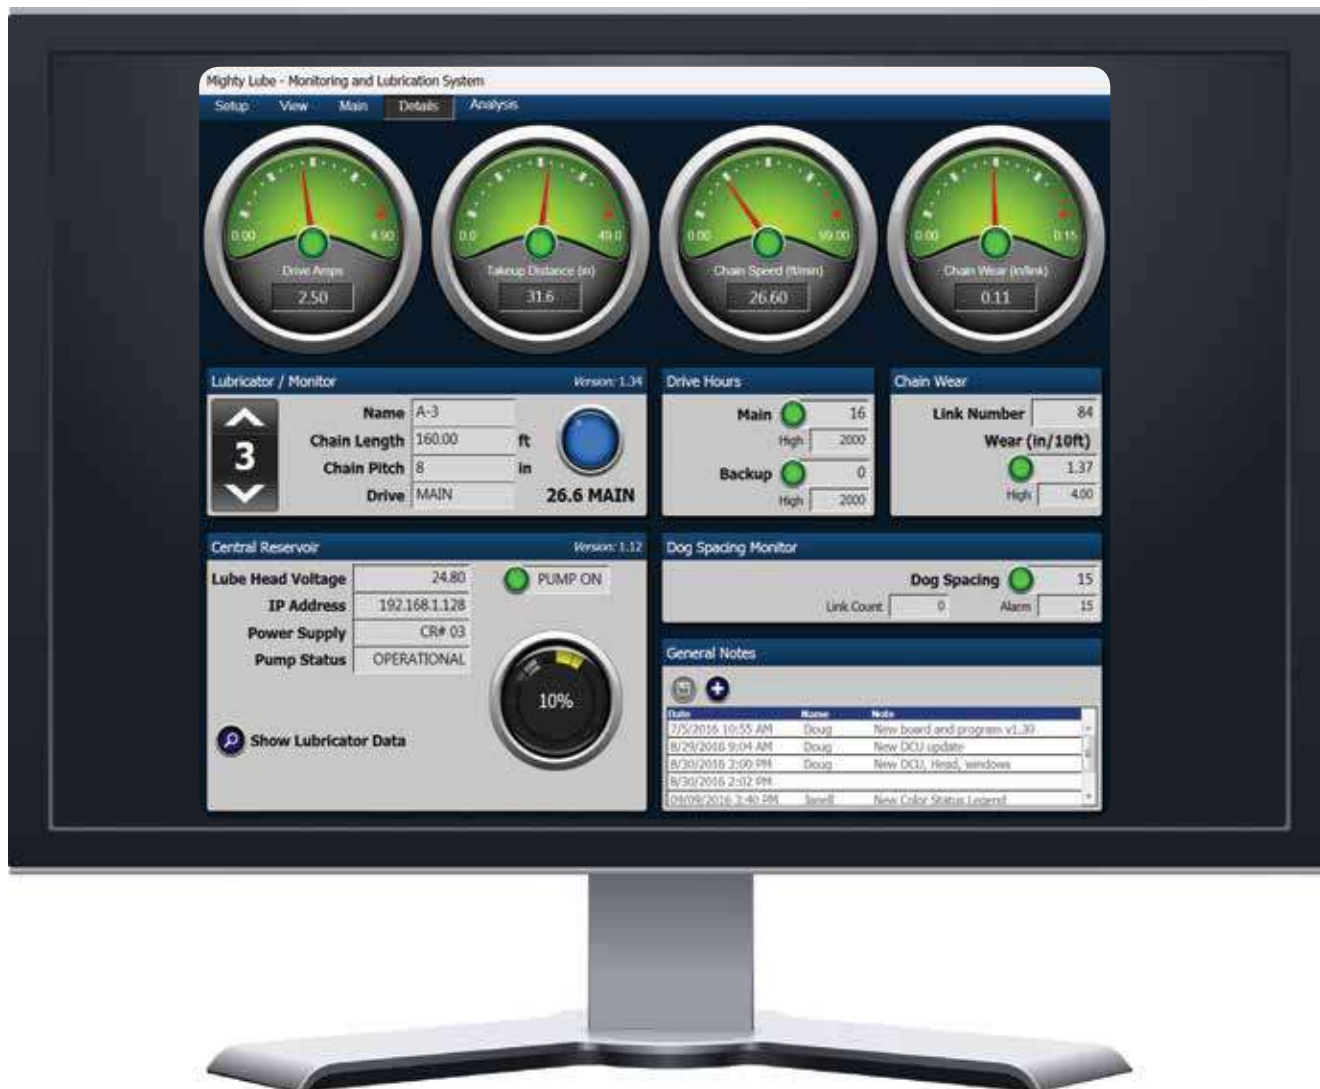 Mighty Lube - Monitoring and Lubrication System
Setup View Main Details Analysis
0.00 4.90
Drive Amps
2.50
0.0 49.0
Takeup Distance (in)
31.6
0.00 99.00
Chain Speed (ft/min)
26.60
0.00 0.15
Chain Wear (in/link)
0.11
Lubricator / Monitor Version: 1.34
3
Name A-3
Chain Length 160.00 ft
Chain Pitch 8 in
Drive MAIN
26.6 MAIN
Drive Hours
Main 16
High 2000
Backup 0
High 2000
Chain Wear
Link Number 84
Wear (in/10ft)
1.37
High 4.00
Central Reservoir Version: 1.12
Lube Head Voltage 24.80
IP Address 192.168.1.128
Power Supply CR# 03
Pump Status OPERATIONAL
PUMP ON
10%
Show Lubricator Data
Dog Spacing Monitor
Dog Spacing 15
Link Count 0 Alarm 15
General Notes
Date Name Note
7/5/2016 10:55 AM Doug New board and program v1.30
8/29/2016 9:04 AM Doug New DCU update
8/30/2016 2:00 PM Doug New DCU, Head, windows
8/30/2016 2:02 PM
09/09/2016 3:40 PM New Color Status Legend